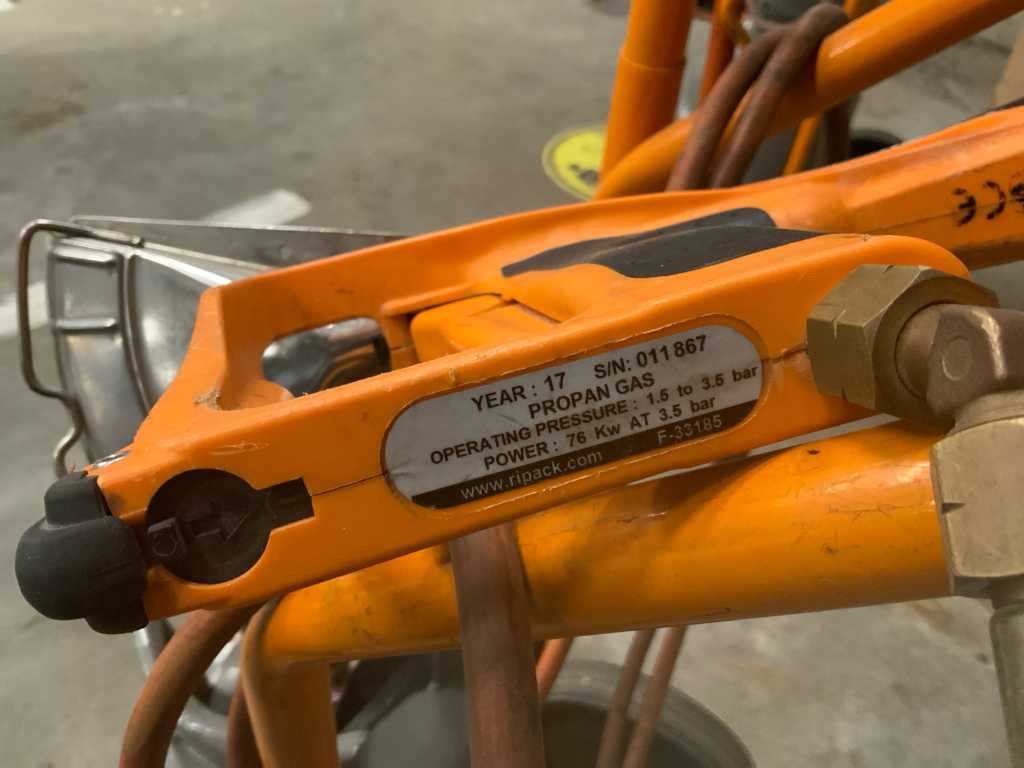 YEAR : 17 S/N: 011 867
PROPAN GAS
OPERATING PRESSURE : 1.5 to 3.5 bar
POWER : 76 Kw AT 3.5 bar
www.ripack.com F-33185